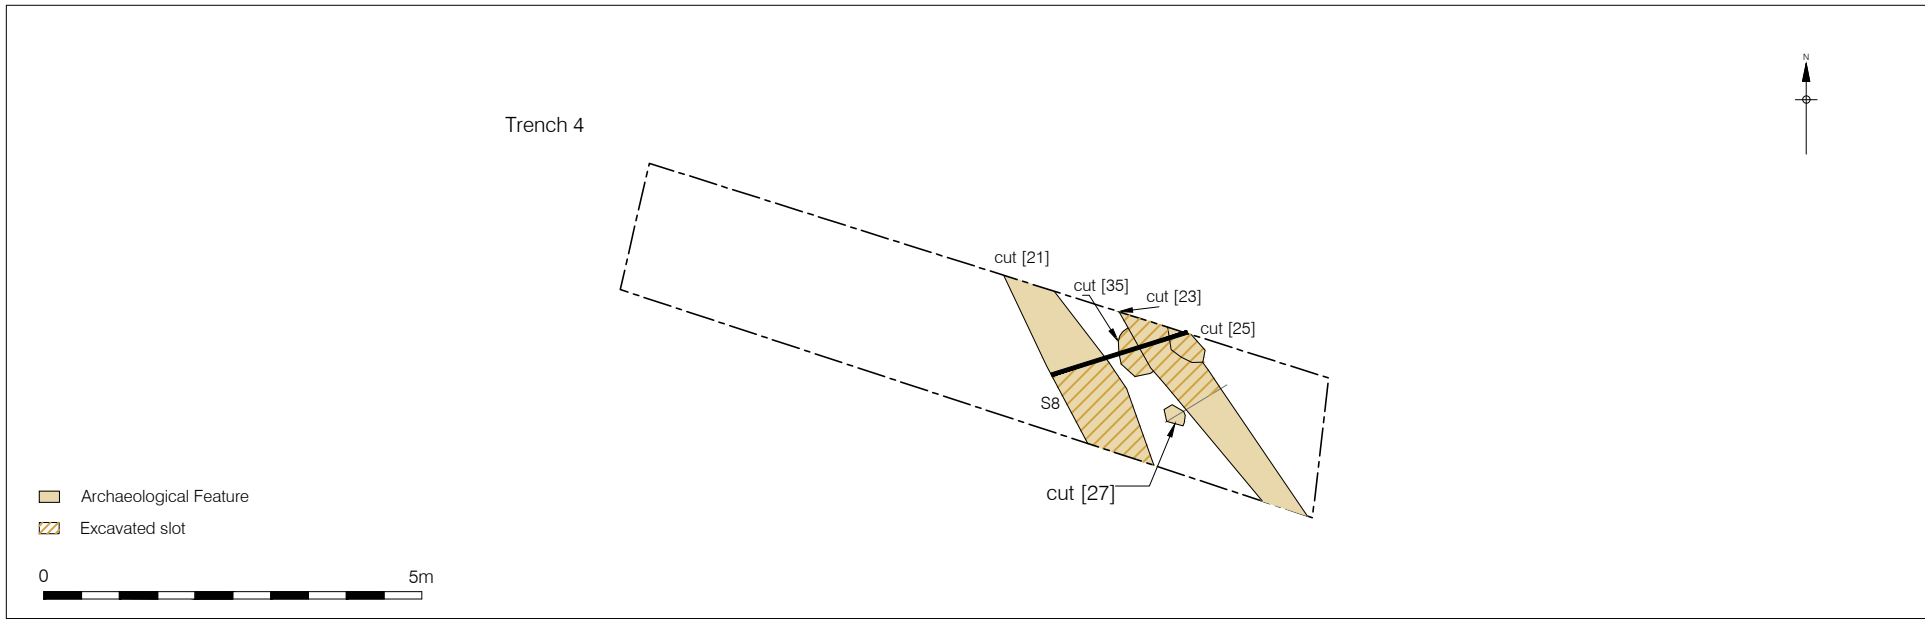 N
Trench 4
cut [21]
cut [35]
cut [23]
cut [25]
S8
cut [27]
Archaeological Feature
Excavated slot
0 5m